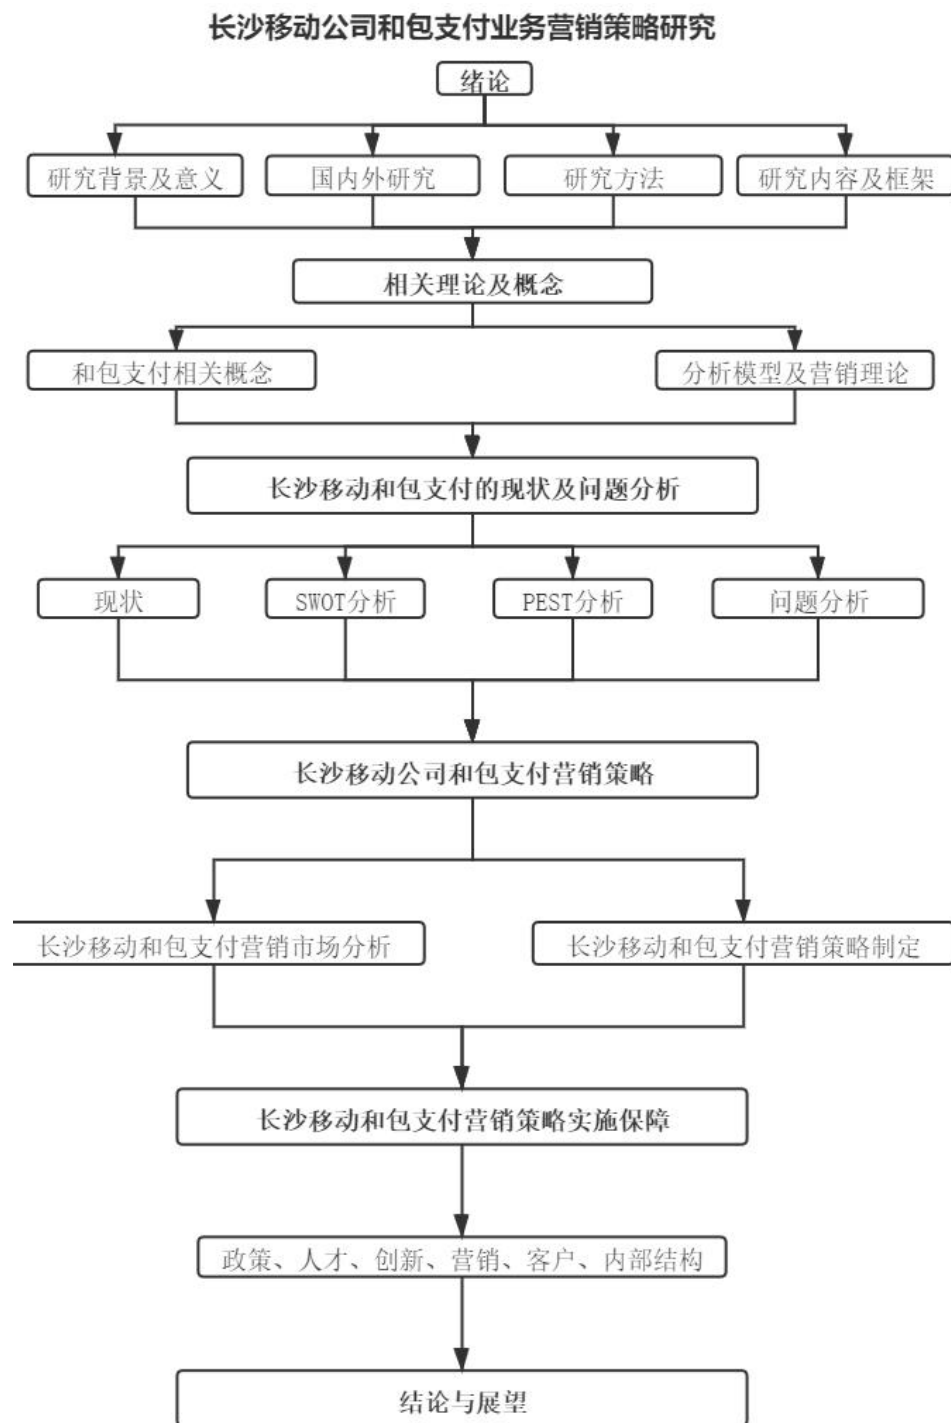 长沙移动公司和包支付业务营销策略研究
绪论
研究背景及意义
国内外研究
研究方法
研究内容及框架
相关理论及概念
和包支付相关概念
分析模型及营销理论
长沙移动和包支付的现状及问题分析
现状
SWOT分析
PEST分析
问题分析
长沙移动公司和包支付营销策略
长沙移动和包支付营销市场分析
长沙移动和包支付营销策略制定
长沙移动和包支付营销策略实施保障
政策、人才、创新、营销、客户、内部结构
结论与展望